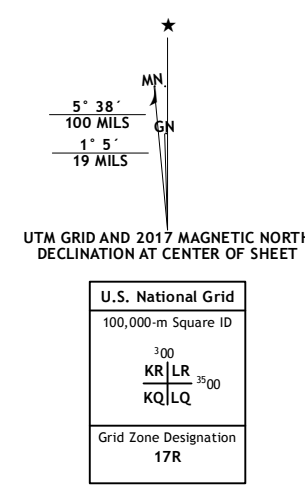 ★
MN
5° 38´
100 MILS
GN
1° 5´
19 MILS
UTM GRID AND 2017 MAGNETIC NORTH
DECLINATION AT CENTER OF SHEET
U.S. National Grid
100,000-m Square ID
³00
KR LR
³⁵00
KQ LQ
Grid Zone Designation
17R